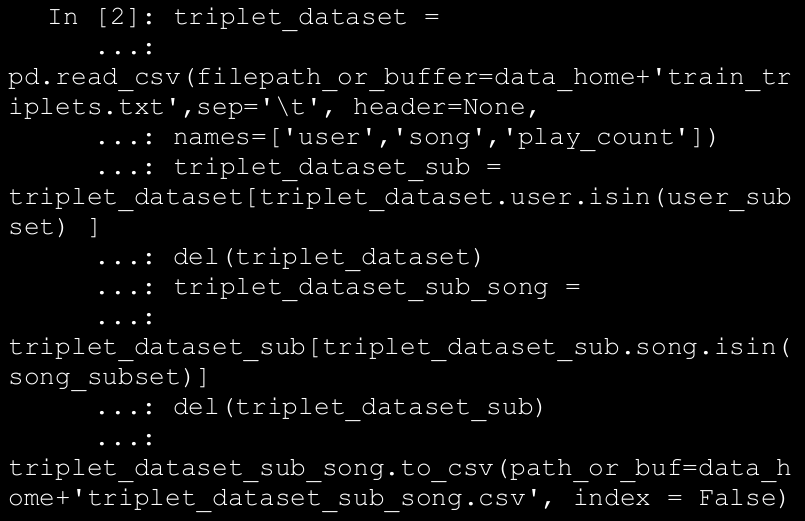 In [2]: triplet_dataset =
...:
pd.read_csv(filepath_or_buffer=data_home+'train_tr
iplets.txt',sep='\t', header=None,
...: names=['user','song','play_count'])
...: triplet_dataset_sub =
triplet_dataset[triplet_dataset.user.isin(user_sub
set) ]
...: del(triplet_dataset)
...: triplet_dataset_sub_song =
...:
triplet_dataset_sub[triplet_dataset_sub.song.isin(
song_subset)]
...: del(triplet_dataset_sub)
...:
triplet_dataset_sub_song.to_csv(path_or_buf=data_h
ome+'triplet_dataset_sub_song.csv', index = False)